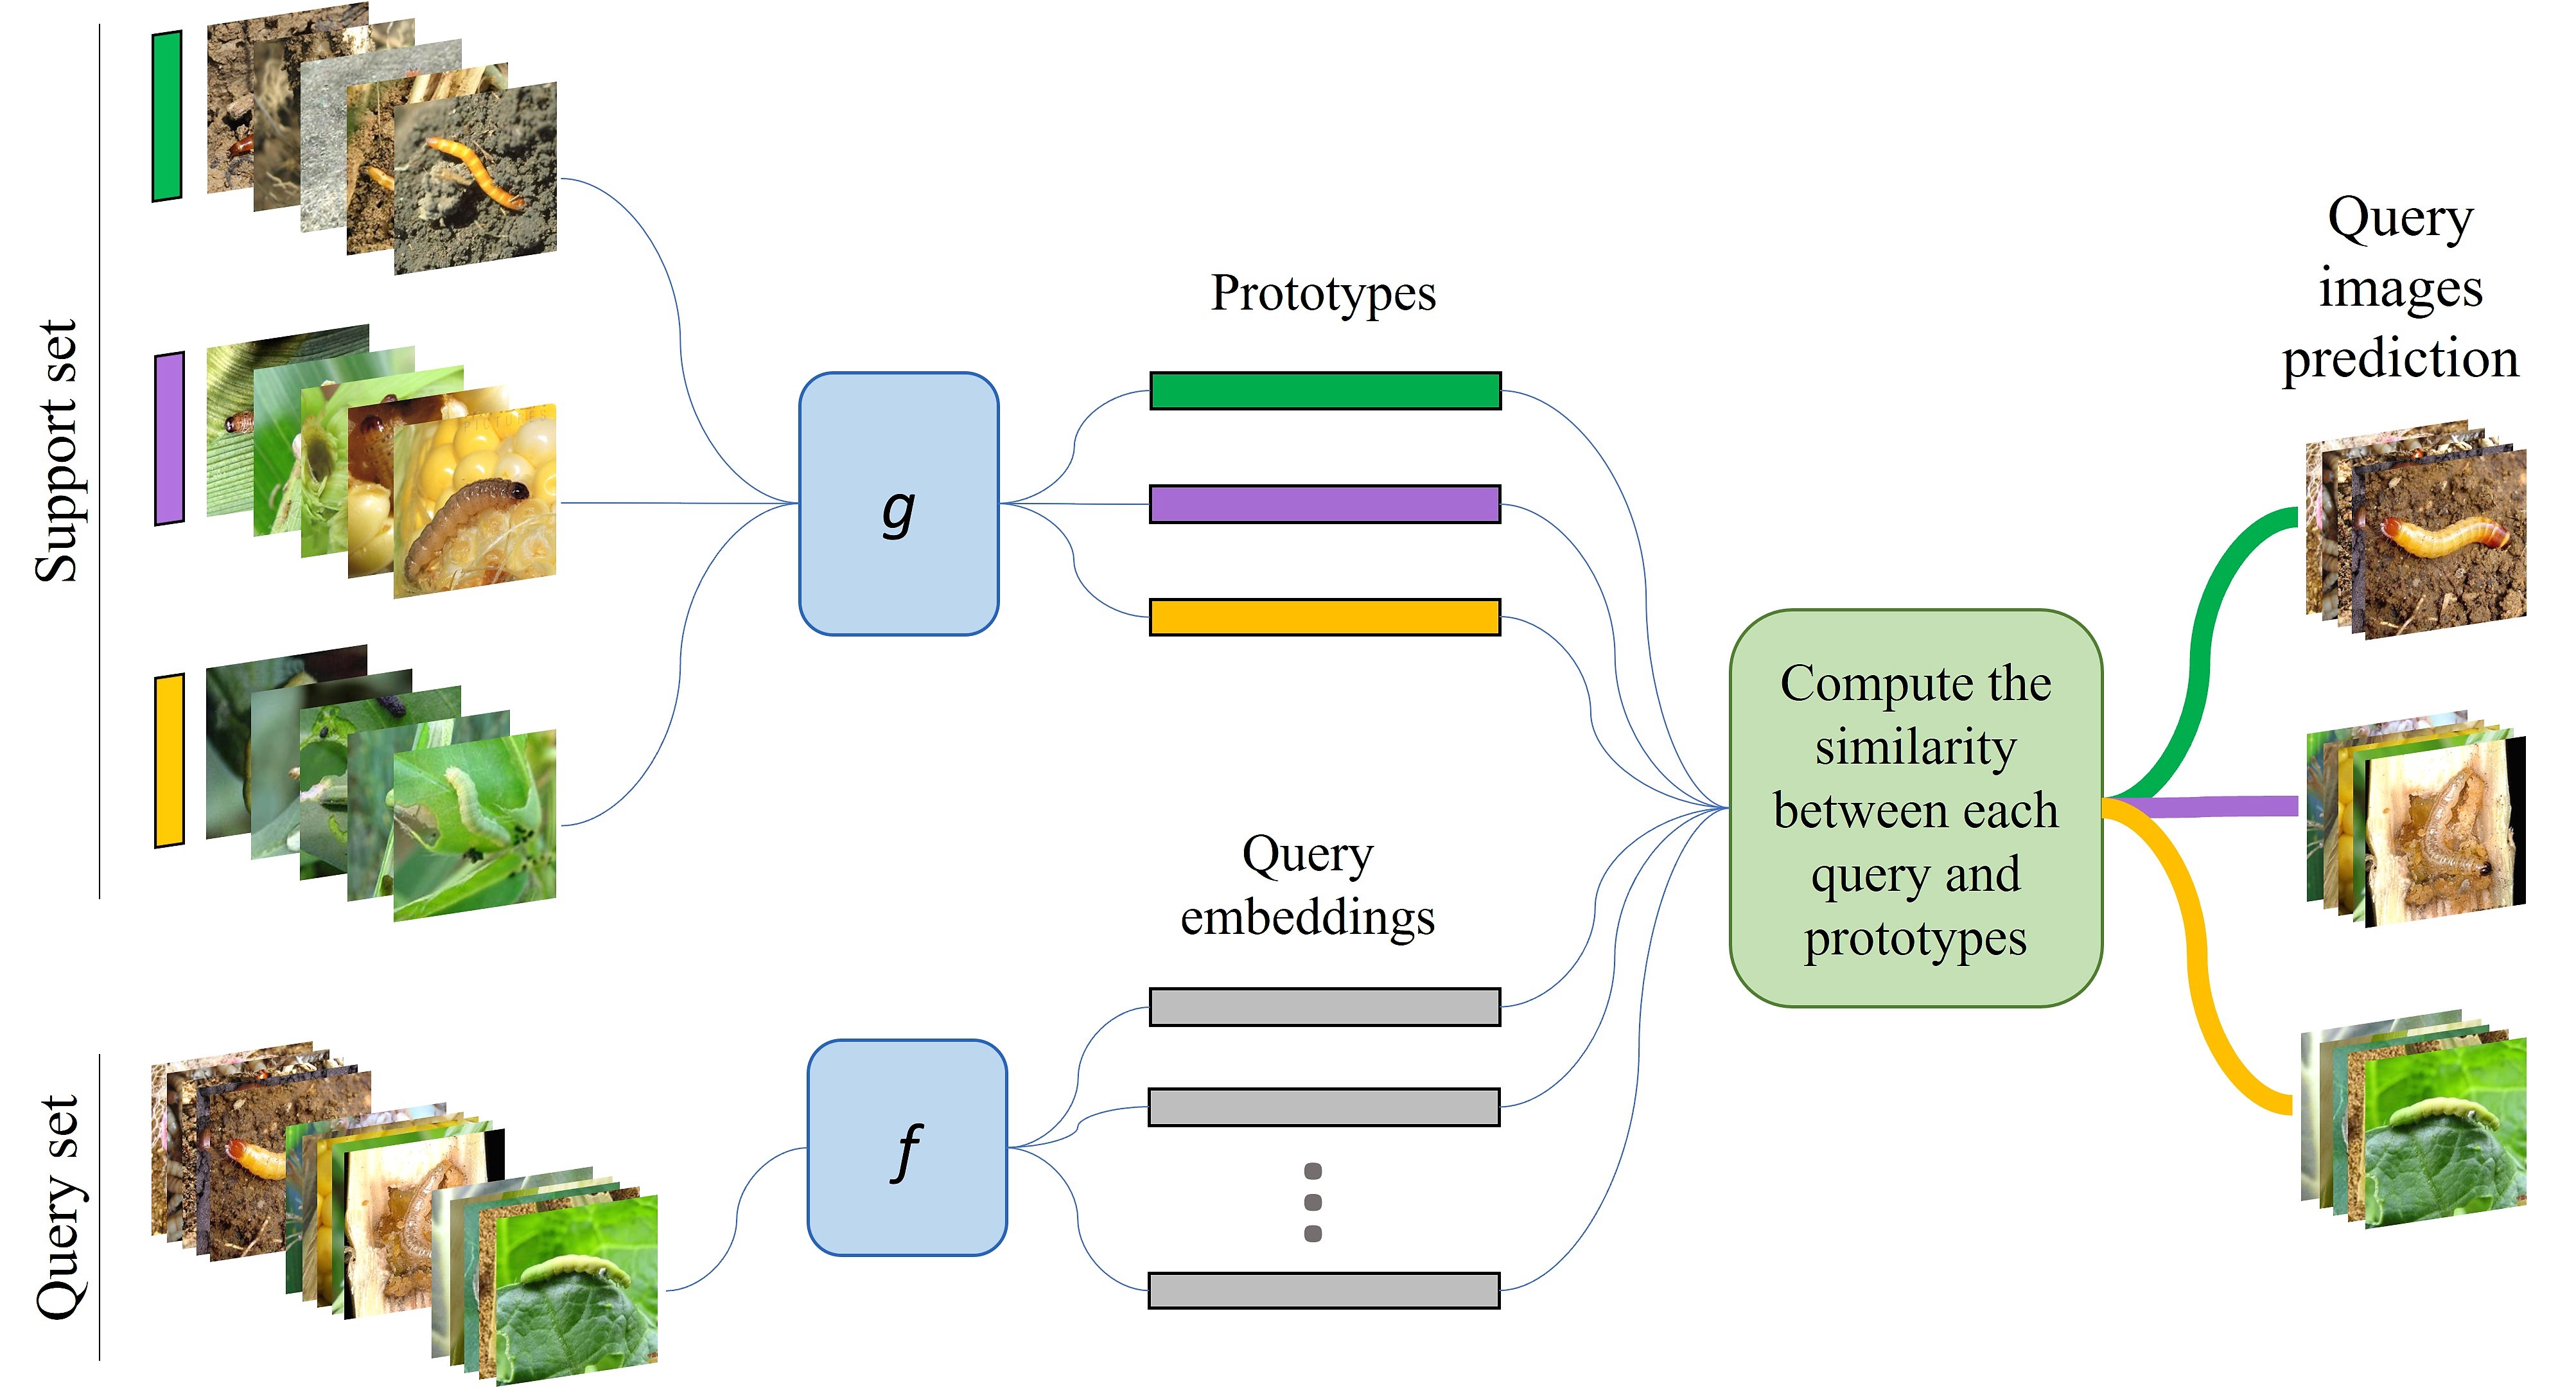 Support set
Query set
g
f
Prototypes
Query
embeddings
Compute the
similarity
between each
query and
prototypes
Query
images
prediction